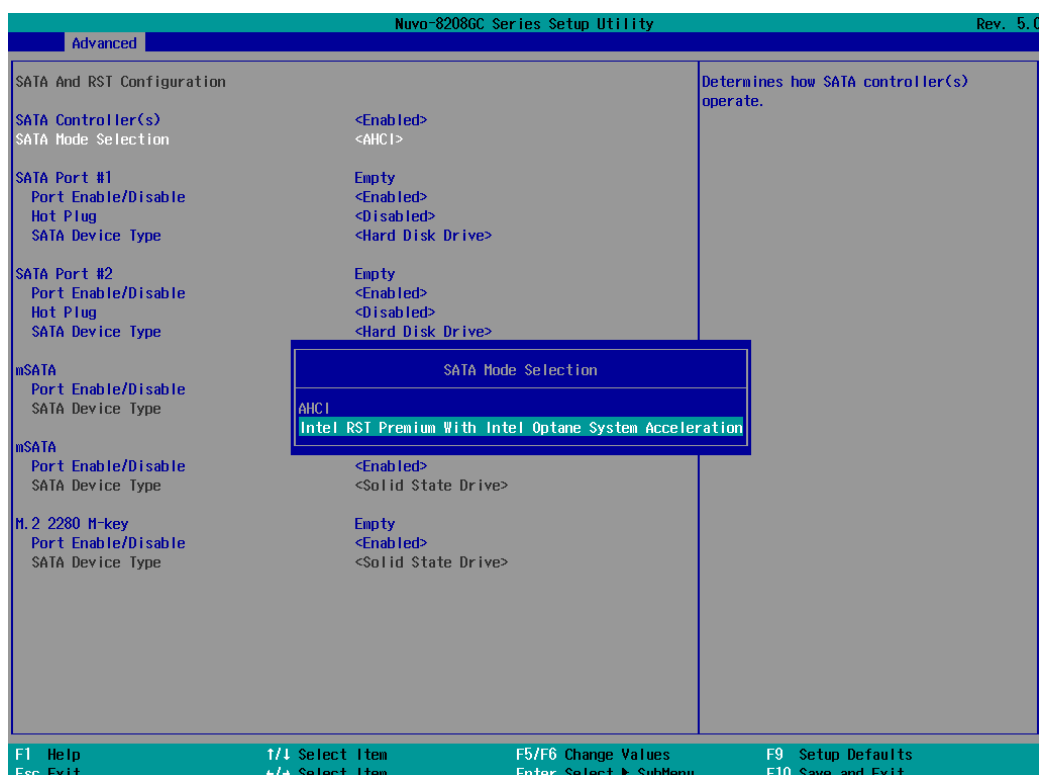 Nuvo-8208GC Series Setup Utility Rev. 5.0
Advanced
SATA And RST Configuration
Determines how SATA controller(s) operate.
SATA Controller(s) <Enabled>
SATA Mode Selection <AHCI>
SATA Port #1 Empty
Port Enable/Disable <Enabled>
Hot Plug <Disabled>
SATA Device Type <Hard Disk Drive>
SATA Port #2 Empty
Port Enable/Disable <Enabled>
Hot Plug <Disabled>
SATA Device Type <Hard Disk Drive>
mSATA
Port Enable/Disable
SATA Device Type
SATA Mode Selection
AHCI
Intel RST Premium With Intel Optane System Acceleration
mSATA
Port Enable/Disable <Enabled>
SATA Device Type <Solid State Drive>
M.2 2280 M-key Empty
Port Enable/Disable <Enabled>
SATA Device Type <Solid State Drive>
F1 Help ↑/↓ Select Item F5/F6 Change Values F9 Setup Defaults
Esc Exit ←/→ Select Item Enter Select ▶ SubMenu F10 Save and Exit